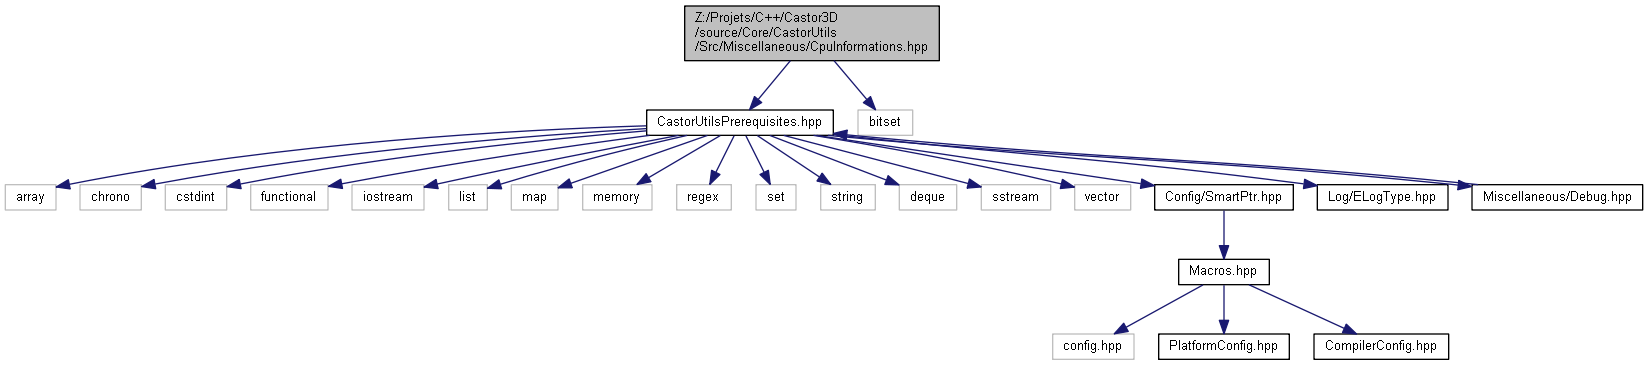 Z:/Projets/C++/Castor3D
/source/Core/CastorUtils
/Src/Miscellaneous/CpuInformations.hpp
CastorUtilsPrerequisites.hpp
bitset
array
chrono
cstdint
functional
iostream
list
map
memory
regex
set
string
deque
sstream
vector
Config/SmartPtr.hpp
Log/ELogType.hpp
Miscellaneous/Debug.hpp
Macros.hpp
config.hpp
PlatformConfig.hpp
CompilerConfig.hpp